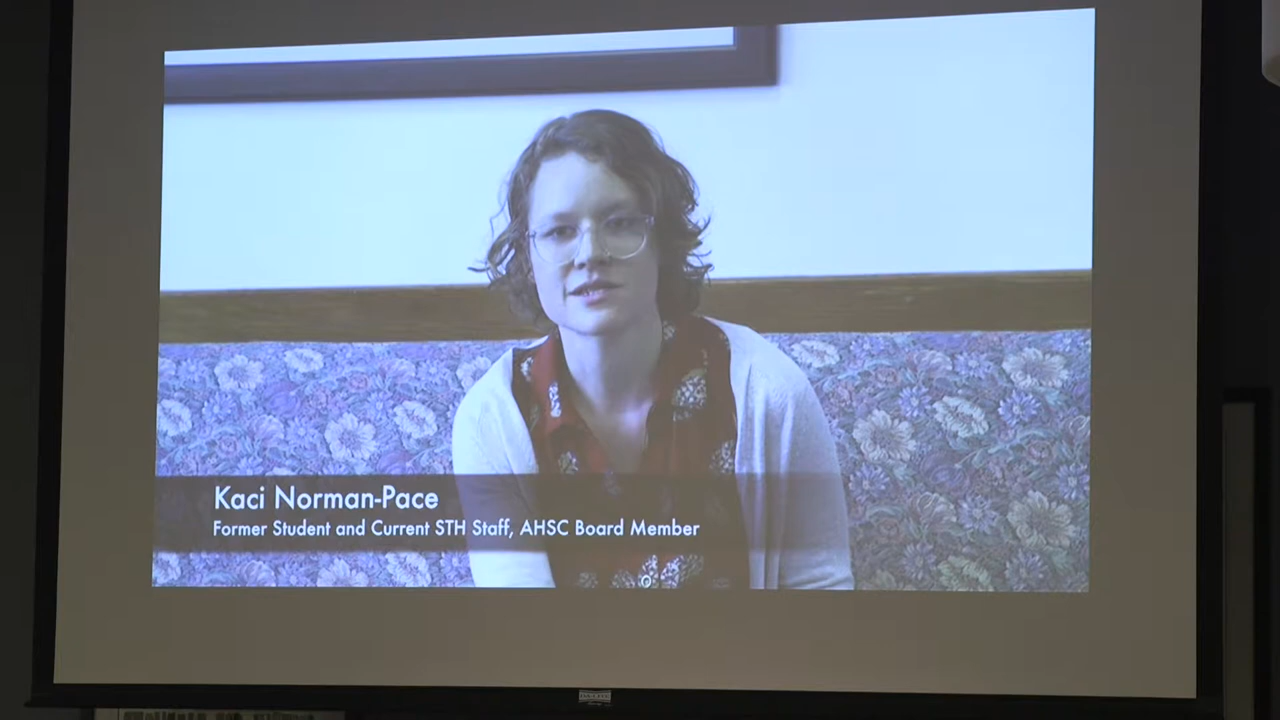 Kaci Norman-Pace
Former Student and Current STH Staff, AHSC Board Member